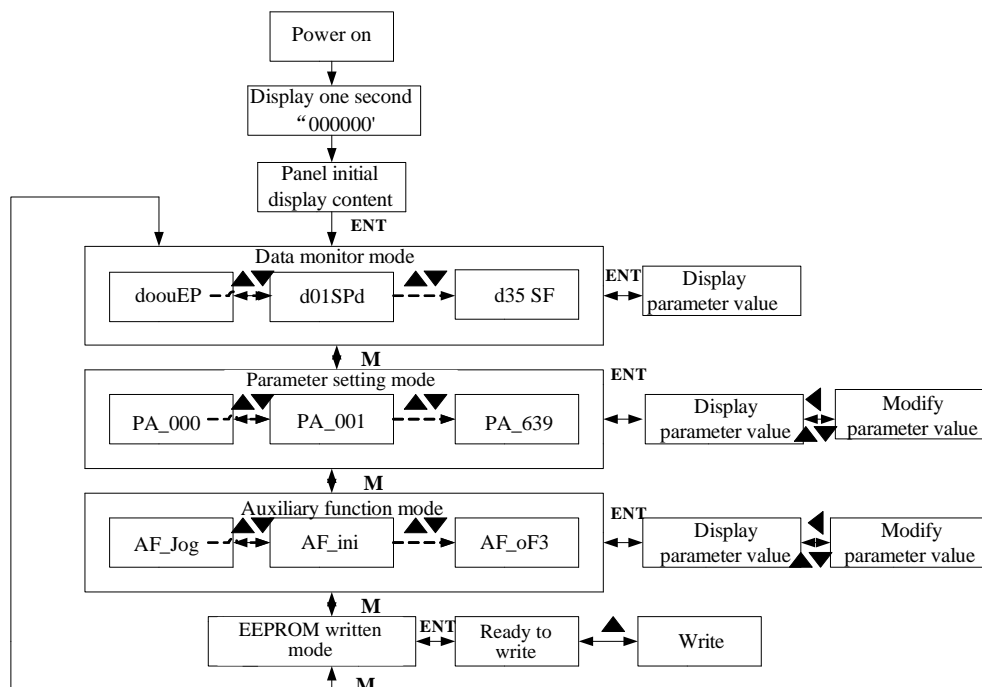 Power on
Display one second
“000000'
Panel initial
display content
ENT
Data monitor mode
doouEP
d01SPd
d35 SF
ENT
Display
parameter value
M
Parameter setting mode
PA_000
PA_001
PA_639
ENT
Display
parameter value
Modify
parameter value
M
Auxiliary function mode
AF_Jog
AF_ini
AF_oF3
ENT
Display
parameter value
Modify
parameter value
M
EEPROM written
mode
ENT
Ready to
write
Write
M